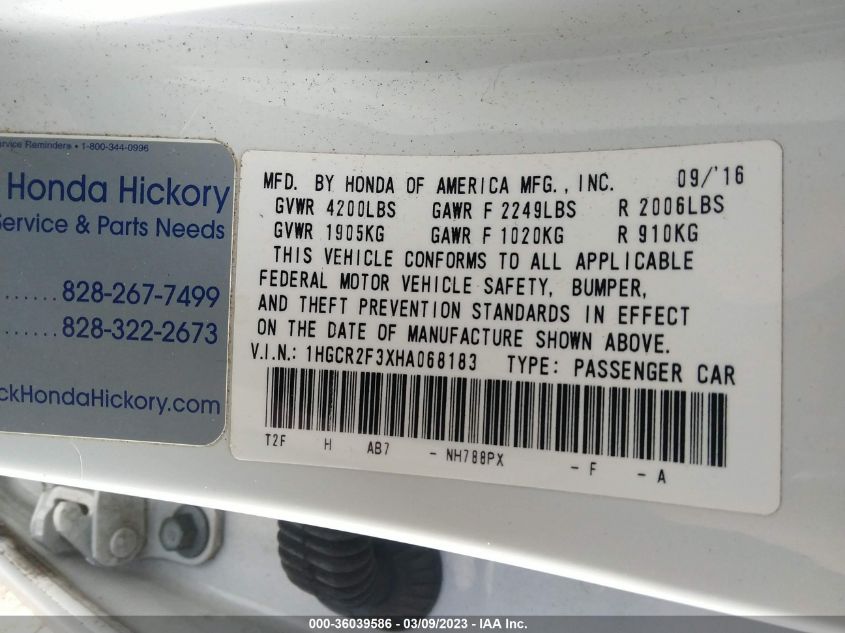 ervice Reminders • 1-800-344-0996
Honda Hickory
Service & Parts Needs
......828-267-7499
......828-322-2673
ckHondaHickory.com
MFD. BY HONDA OF AMERICA MFG., INC. 09/'16
GVWR 4200LBS GAWR F 2249LBS R 2006LBS
GVWR 1905KG GAWR F 1020KG R 910KG
THIS VEHICLE CONFORMS TO ALL APPLICABLE
FEDERAL MOTOR VEHICLE SAFETY, BUMPER,
AND THEFT PREVENTION STANDARDS IN EFFECT
ON THE DATE OF MANUFACTURE SHOWN ABOVE.
V.I.N.: 1HGCR2F3XHA068183 TYPE: PASSENGER CAR
T2F H AB7 - NH788PX - F - A
000-36039586 - 03/09/2023 - IAA Inc.